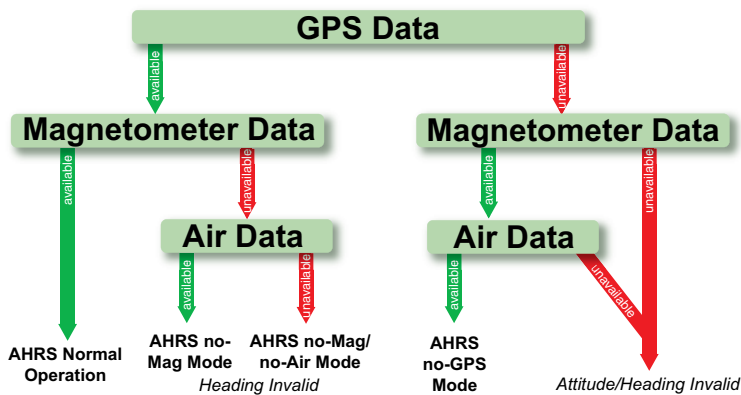 GPS Data
available
unavailable
Magnetometer Data
Magnetometer Data
available
unavailable
available
unavailable
Air Data
Air Data
available
unavailable
available
unavailable
AHRS Normal
Operation
AHRS no-
Mag Mode
AHRS no-Mag/
no-Air Mode
Heading Invalid
AHRS
no-GPS
Mode
Attitude/Heading Invalid